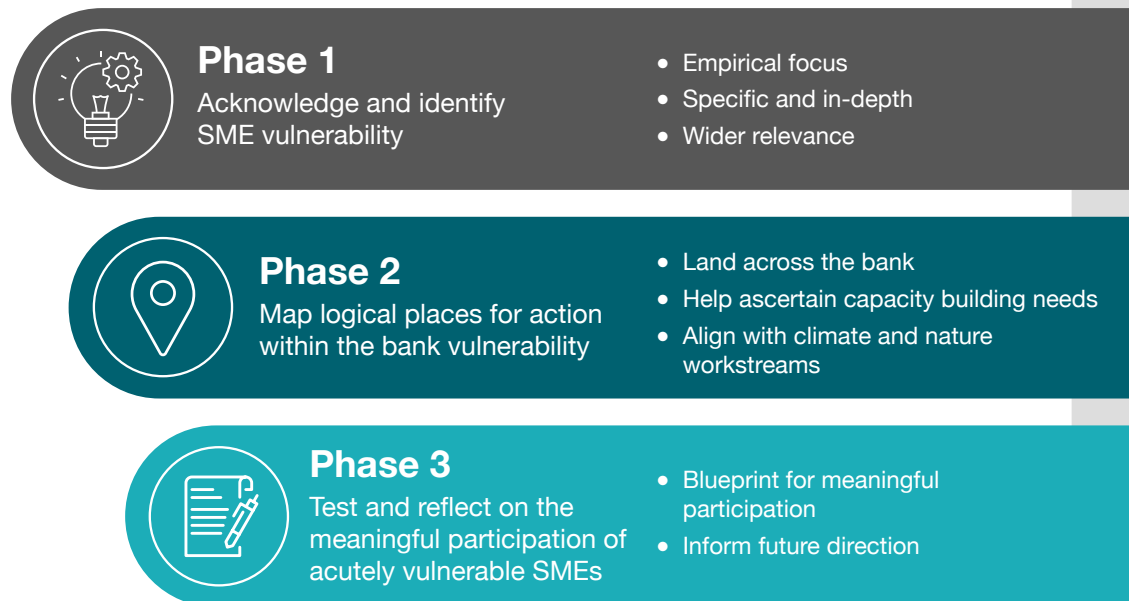 Phase 1
Acknowledge and identify
SME vulnerability
• Empirical focus
• Specific and in-depth
• Wider relevance
Phase 2
Map logical places for action
within the bank vulnerability
• Land across the bank
• Help ascertain capacity building needs
• Align with climate and nature
workstreams
Phase 3
Test and reflect on the
meaningful participation of
acutely vulnerable SMEs
• Blueprint for meaningful
participation
• Inform future direction